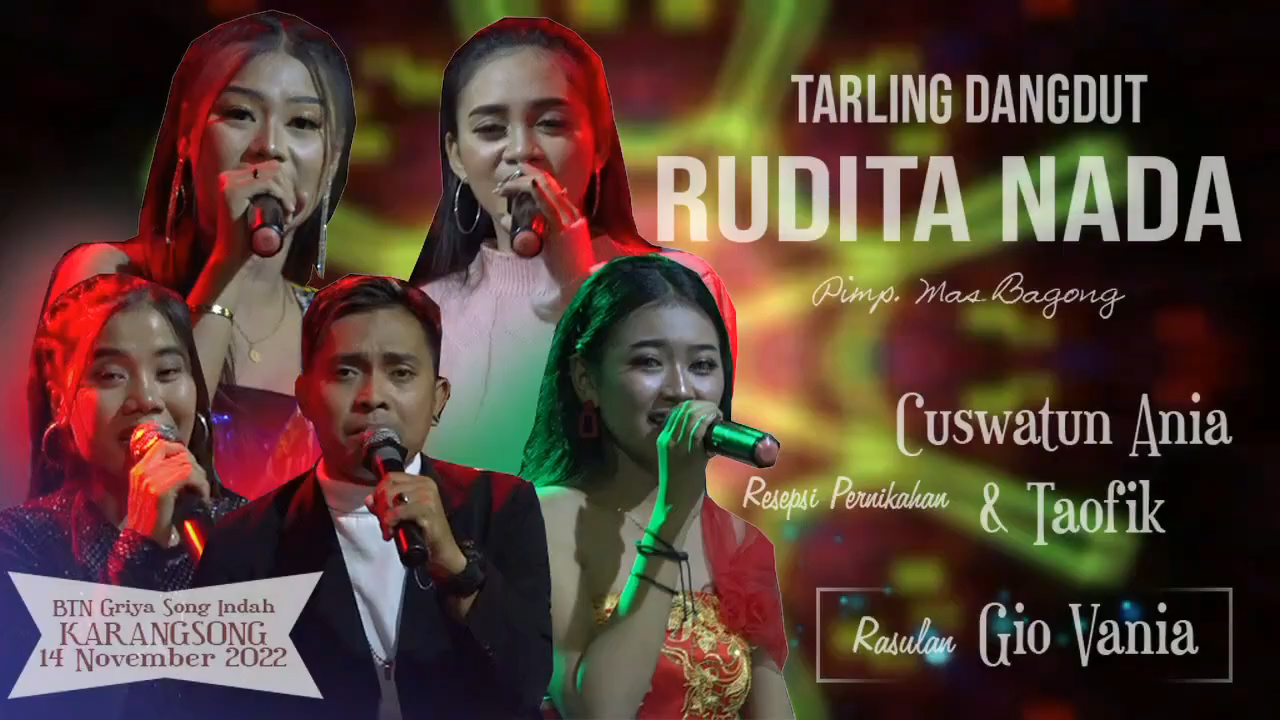 TARLING DANGDUT
RUDITA NADA
Pimp. Mas Bagong
Cuswatun Ania
Resepsi Pernikahan & Taofik
Rasulan Gio Vania
BTN Griya Song Indah
KARANGSONG
14 November 2022